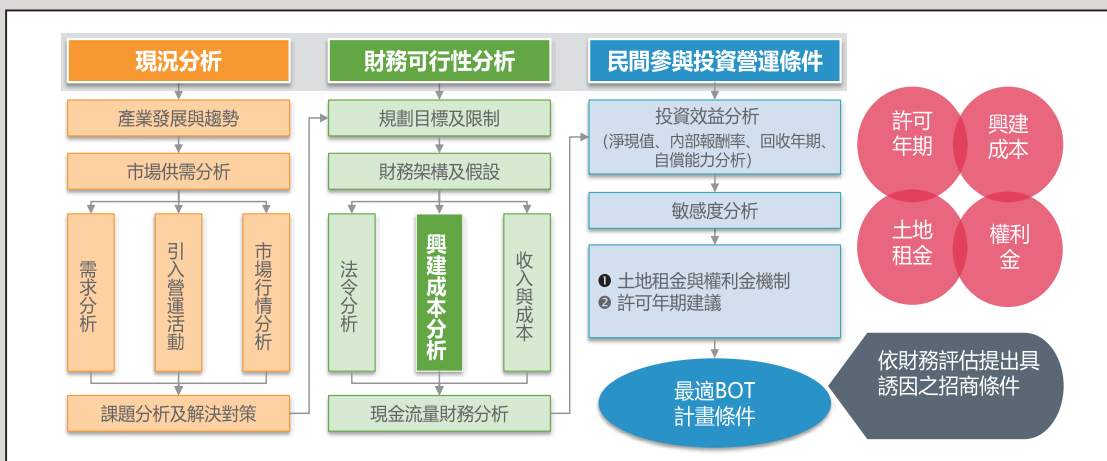 現況分析
產業發展與趨勢
市場供需分析
需求分析
引入營運活動
市場行情分析
課題分析及解決對策
財務可行性分析
規劃目標及限制
財務架構及假設
法令分析
興建成本分析
收入與成本
現金流量財務分析
民間參與投資營運條件
投資效益分析
(淨現值、內部報酬率、回收年期、
自償能力分析)
敏感度分析
❶ 土地租金與權利金機制
❷ 許可年期建議
最適BOT
計畫條件
許可
年期
興建
成本
土地
租金
權利
金
依財務評估提出具
誘因之招商條件